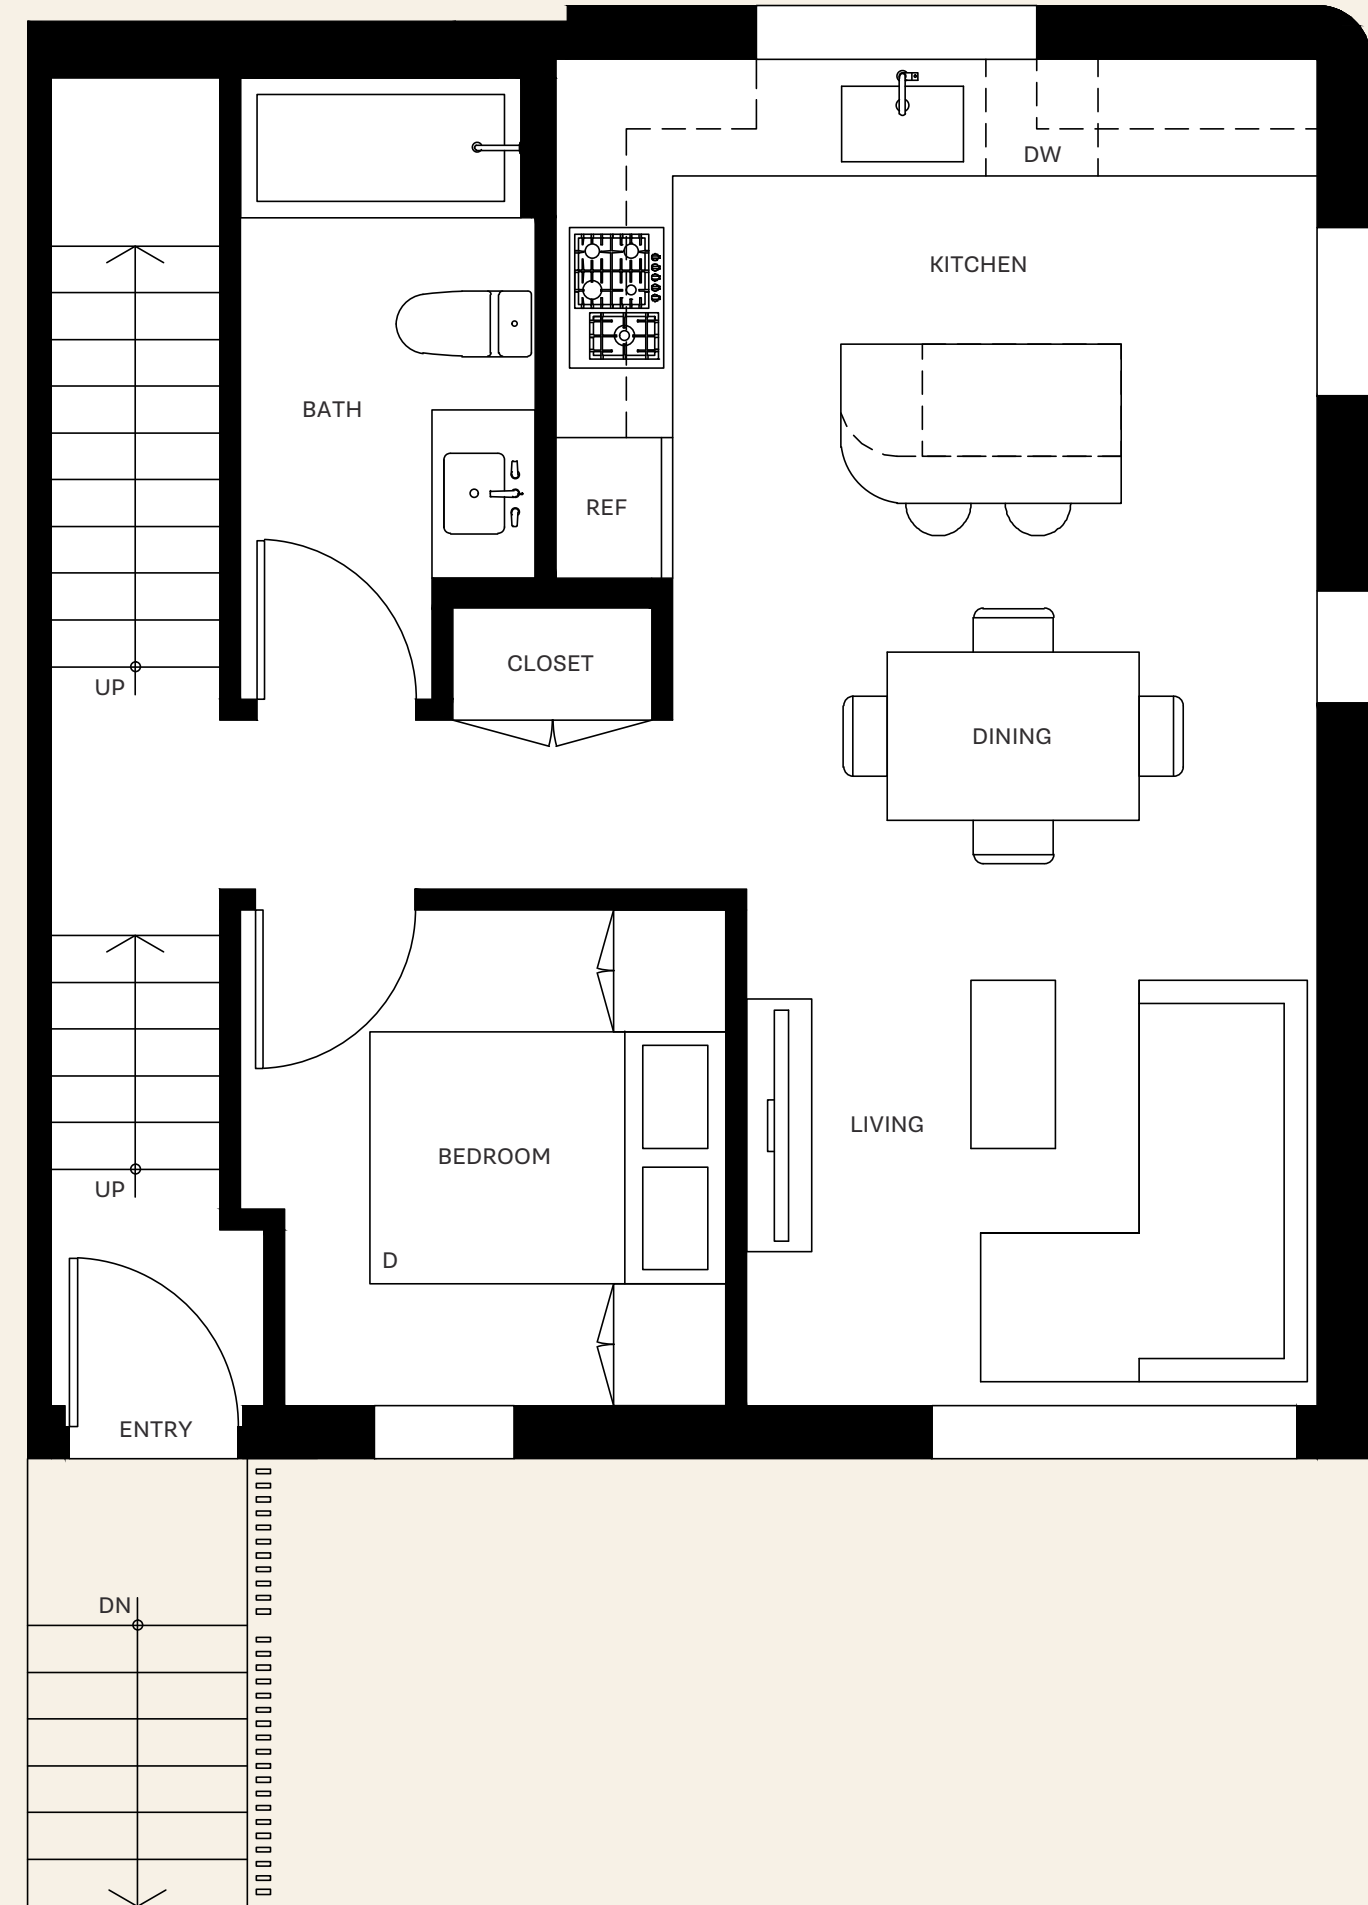 DW
KITCHEN
BATH
REF
CLOSET
UP
DINING
LIVING
BEDROOM
UP
D
ENTRY
DN